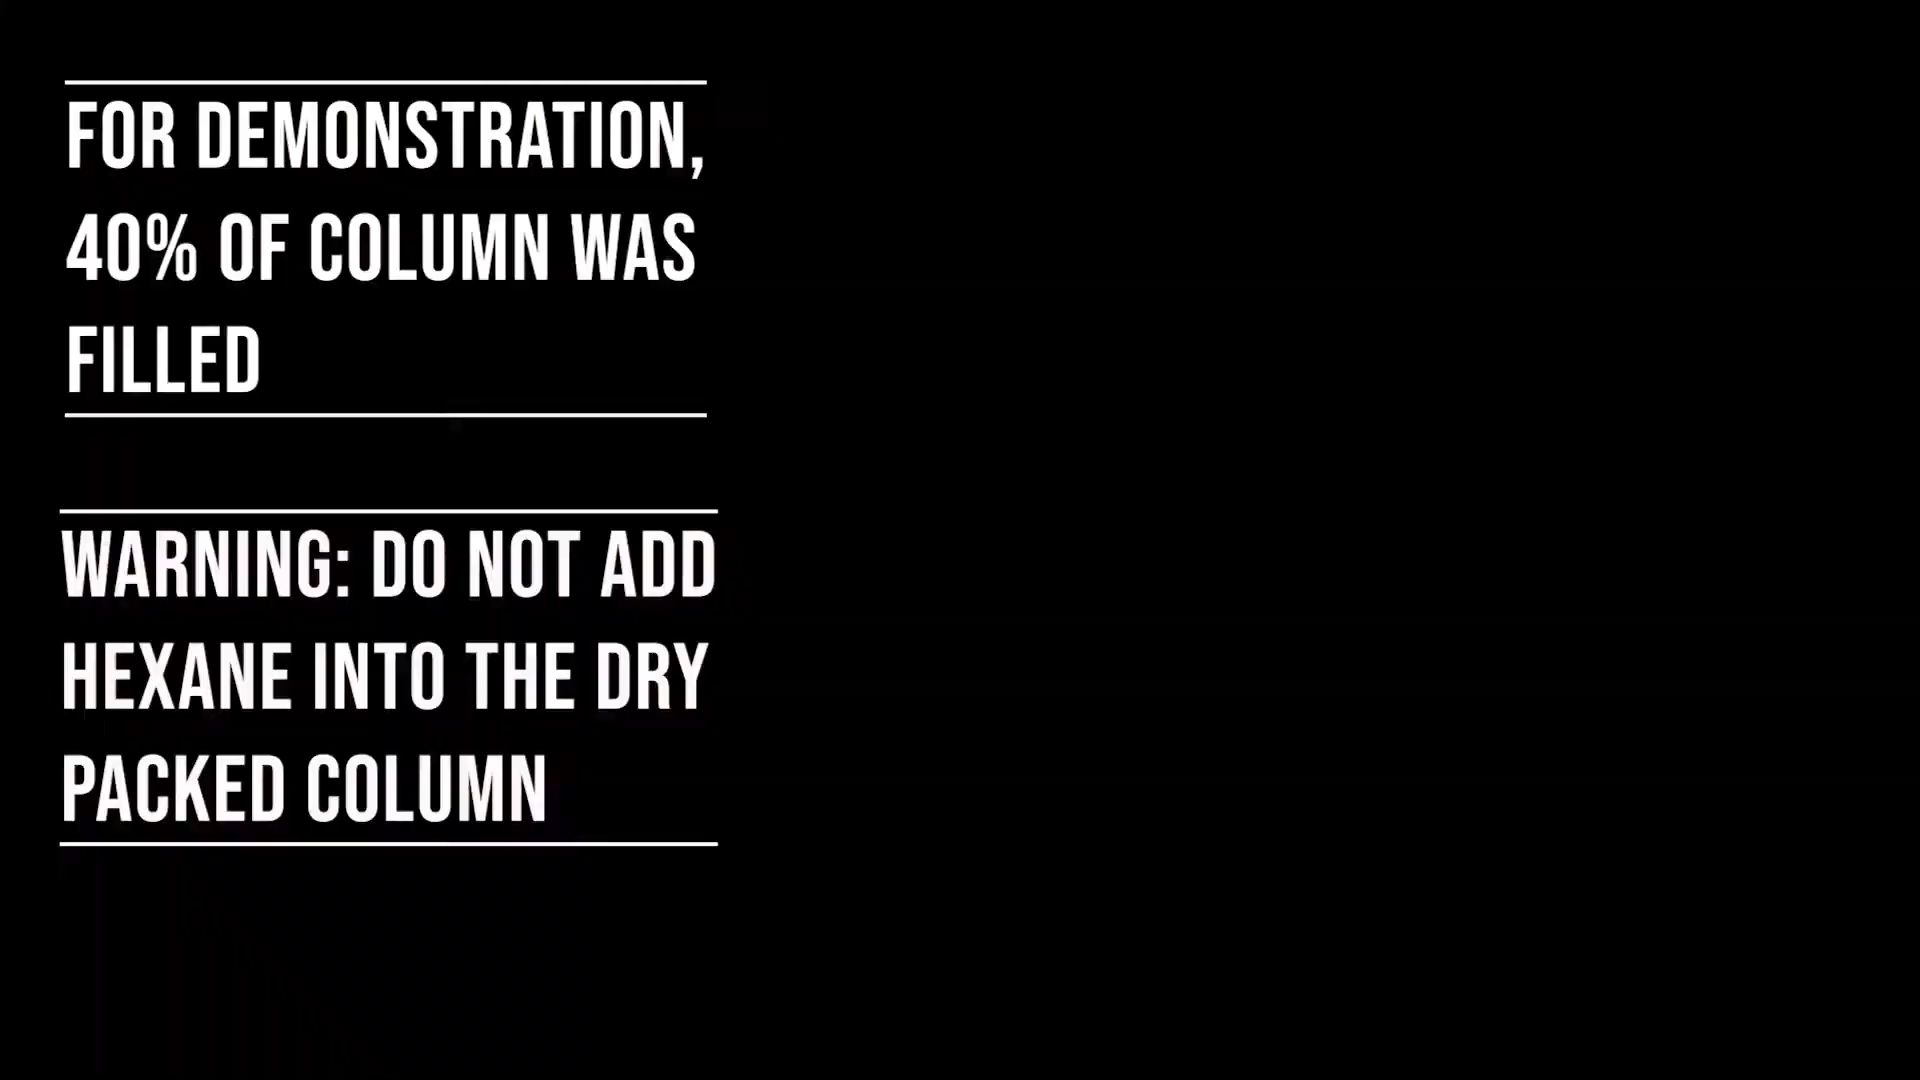 FOR DEMONSTRATION,
40% OF COLUMN WAS
FILLED
WARNING: DO NOT ADD
HEXANE INTO THE DRY
PACKED COLUMN